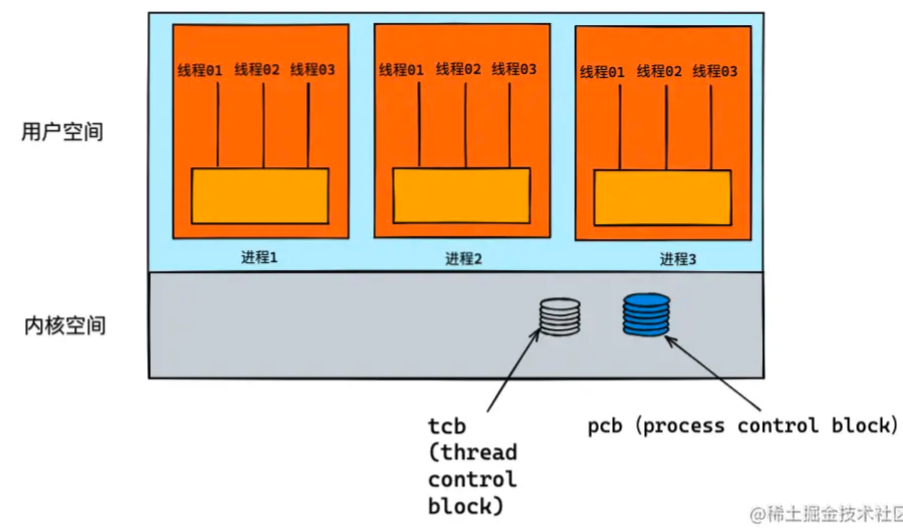 线程01 线程02 线程03
线程01 线程02 线程03
线程01 线程02 线程03
用户空间
进程1
进程2
进程3
内核空间
tcb
(thread
control
block)
pcb (process control block)
@稀土掘金技术社区